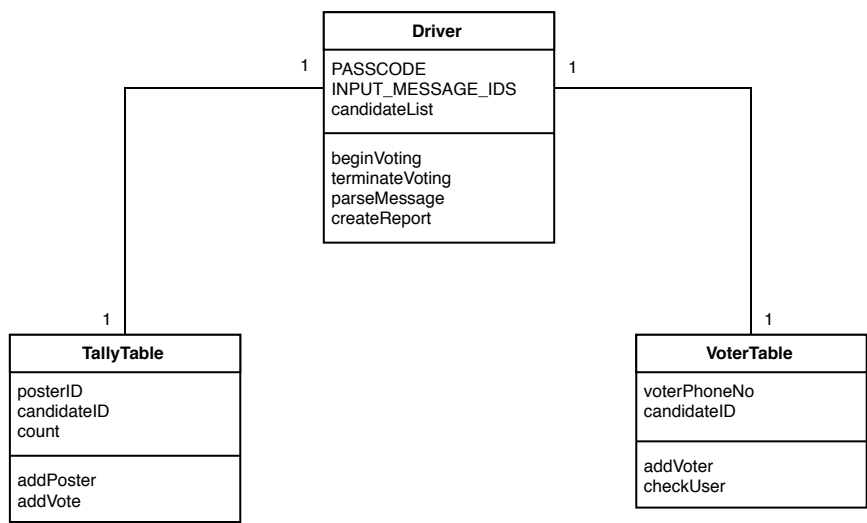 Driver
1
PASSCODE
1
INPUT_MESSAGE_IDS
candidateList
beginVoting
terminateVoting
parseMessage
createReport
1
TallyTable
posterID
candidateID
count
addPoster
addVote
1
VoterTable
voterPhoneNo
candidateID
addVoter
checkUser